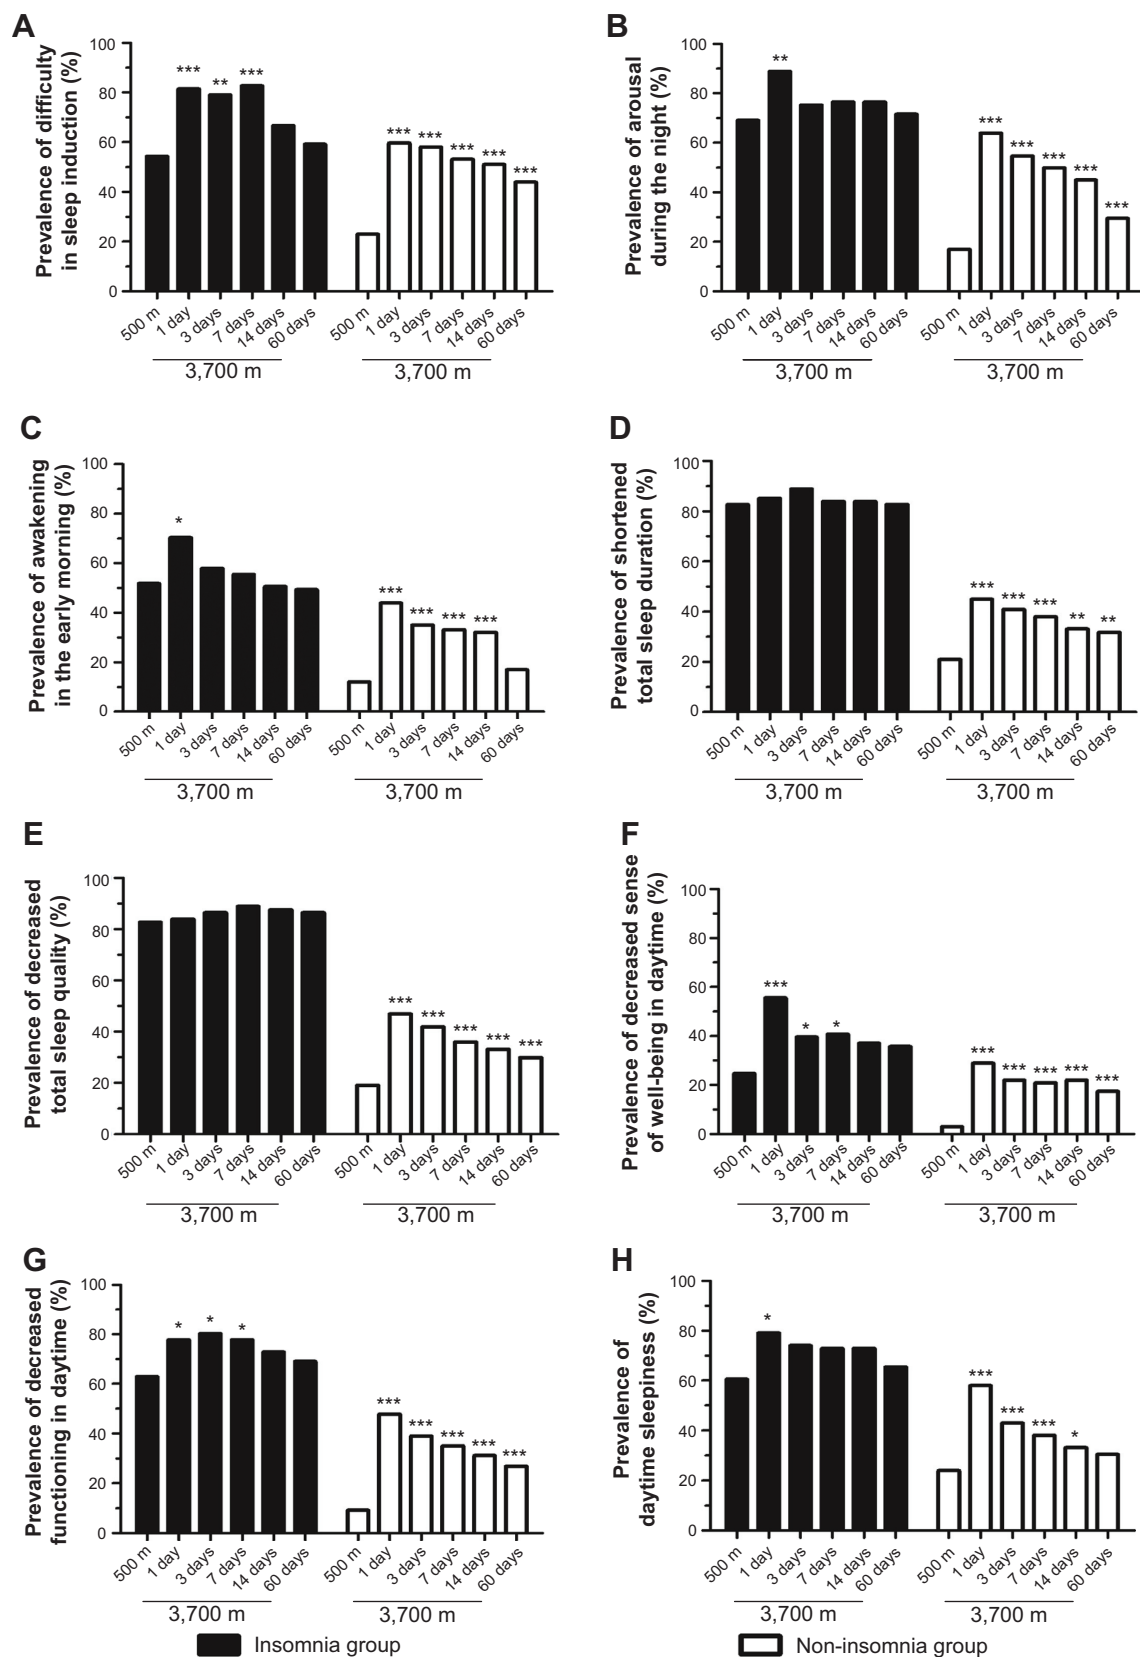 A
Prevalence of difficulty
in sleep induction (%)
100
80
60
40
20
0
*** ** ***
*** *** *** *** ***
500 m 1 day 3 days 7 days 14 days 60 days
500 m 1 day 3 days 7 days 14 days 60 days
3,700 m 3,700 m
B
Prevalence of arousal
during the night (%)
100
80
60
40
20
0
**
*** *** *** *** ***
500 m 1 day 3 days 7 days 14 days 60 days
500 m 1 day 3 days 7 days 14 days 60 days
3,700 m 3,700 m
C
Prevalence of awakening
in the early morning (%)
100
80
60
40
20
0
*
*** *** *** ***
500 m 1 day 3 days 7 days 14 days 60 days
500 m 1 day 3 days 7 days 14 days 60 days
3,700 m 3,700 m
D
Prevalence of shortened
total sleep duration (%)
100
80
60
40
20
0
*** *** *** ** **
500 m 1 day 3 days 7 days 14 days 60 days
500 m 1 day 3 days 7 days 14 days 60 days
3,700 m 3,700 m
E
Prevalence of decreased
total sleep quality (%)
100
80
60
40
20
0
*** *** *** *** ***
500 m 1 day 3 days 7 days 14 days 60 days
500 m 1 day 3 days 7 days 14 days 60 days
3,700 m 3,700 m
F
Prevalence of decreased sense
of well-being in daytime (%)
100
80
60
40
20
0
*** * *
*** *** *** *** ***
500 m 1 day 3 days 7 days 14 days 60 days
500 m 1 day 3 days 7 days 14 days 60 days
3,700 m 3,700 m
G
Prevalence of decreased
functioning in daytime (%)
100
80
60
40
20
0
* * *
*** *** *** *** ***
500 m 1 day 3 days 7 days 14 days 60 days
500 m 1 day 3 days 7 days 14 days 60 days
3,700 m 3,700 m
H
Prevalence of
daytime sleepiness (%)
100
80
60
40
20
0
*
*** *** *** *
500 m 1 day 3 days 7 days 14 days 60 days
500 m 1 day 3 days 7 days 14 days 60 days
3,700 m 3,700 m
Insomnia group
Non-insomnia group